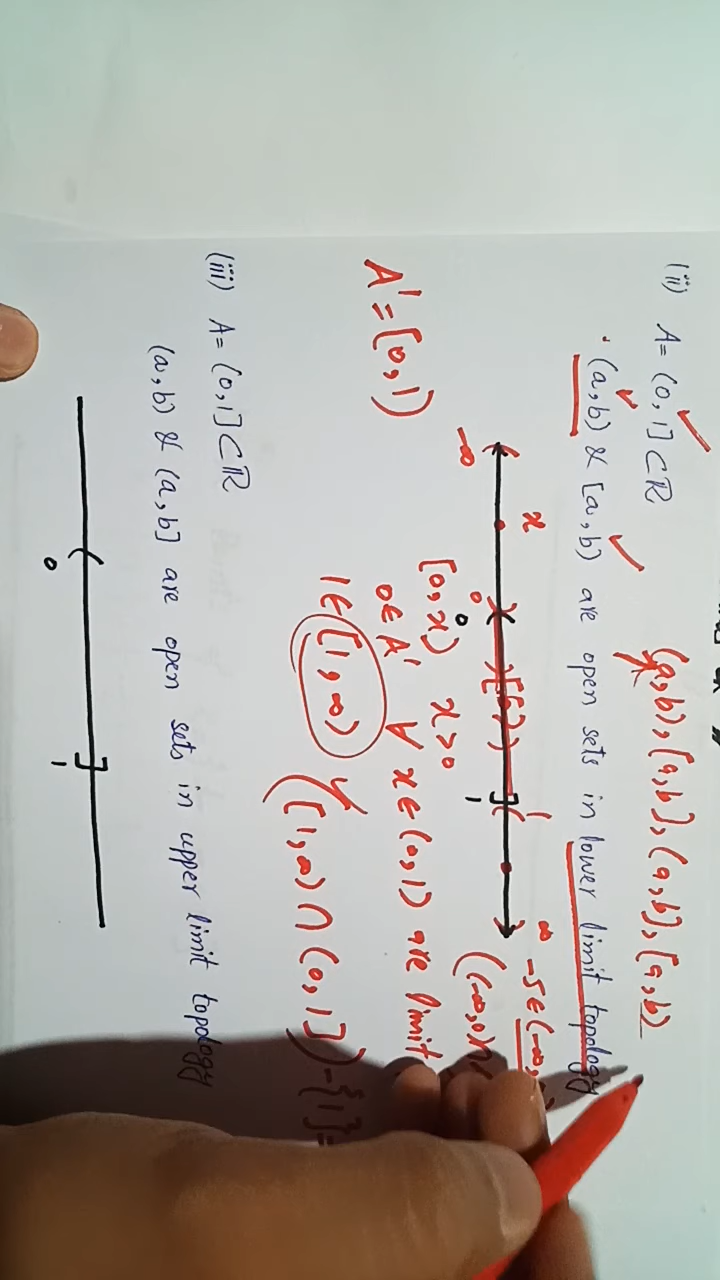 (a,b), [a,b], (a,b], [a,b)
(ii) A = (0,1] ⊂ ℝ
(a,b) & [a,b) are open sets in lower limit topology
x ∞ -5 ∈ (-∞,
-∞ 0 1 ((-∞,0) ∩
[0,x) x>0
0 ∈ A' ∀ x ∈ (0,1) are limit
A' = [0,1)
1 ∈ [1,∞) ([1,∞) ∩ (0,1]) - {1} =
(iii) A = (0,1] ⊂ ℝ
(a,b) & (a,b] are open sets in upper limit topology
0 1